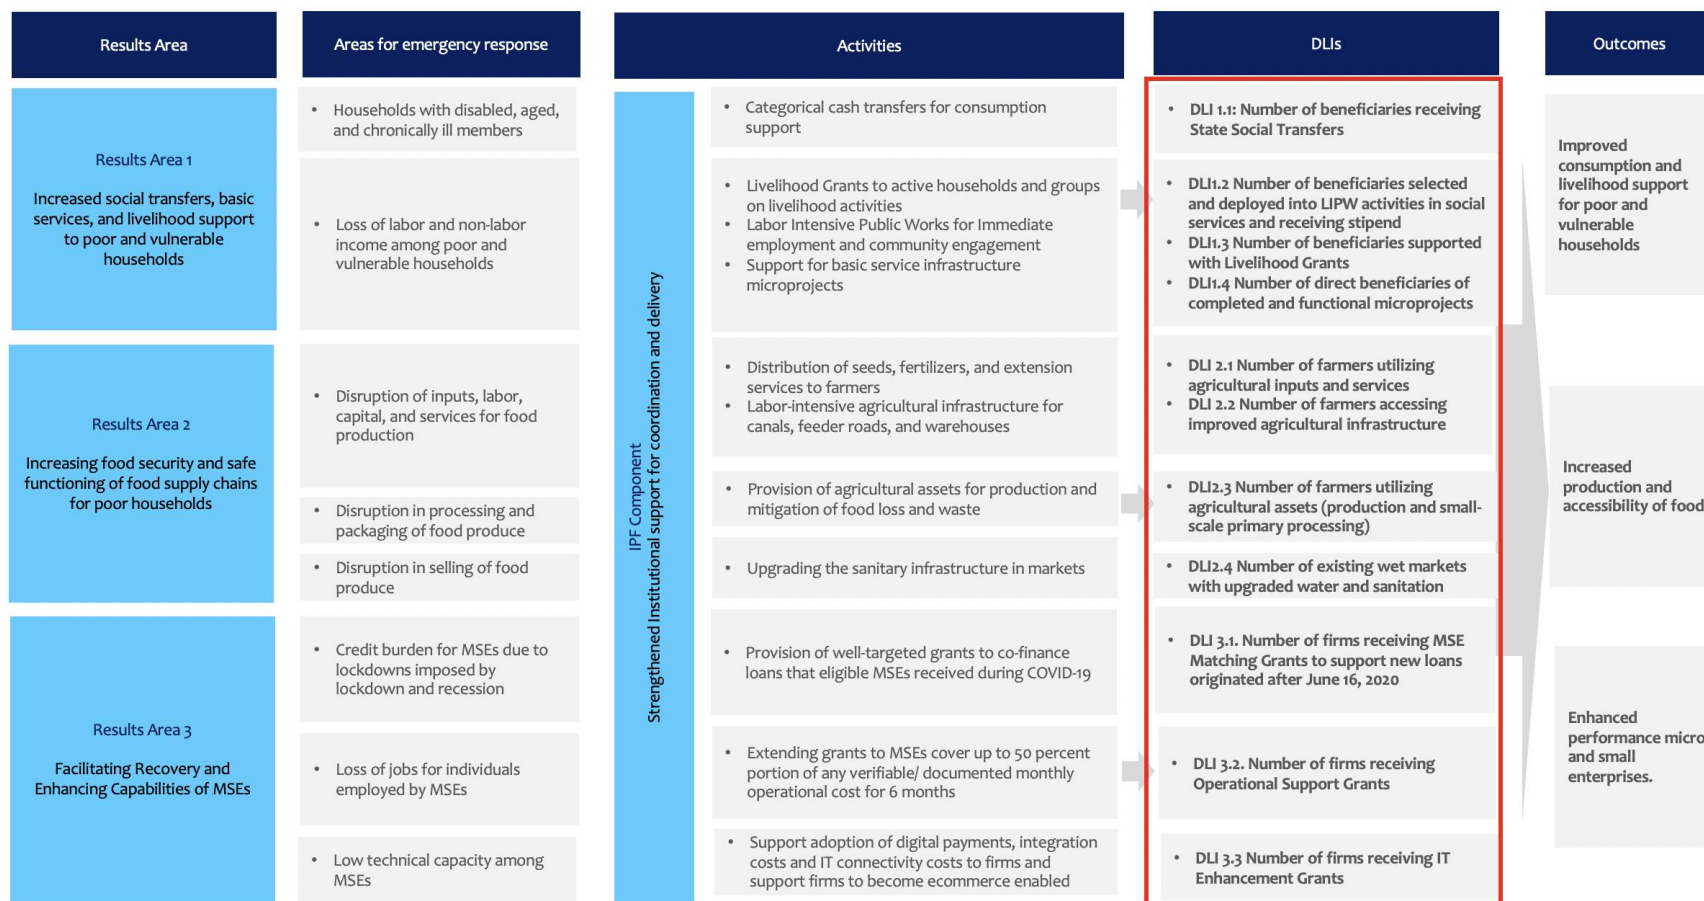 Results Area
Areas for emergency response
Activities
DLIs
Outcomes
Results Area 1
Increased social transfers, basic
services, and livelihood support
to poor and vulnerable
households
• Households with disabled, aged,
and chronically ill members
• Loss of labor and non-labor
income among poor and
vulnerable households
IPF Component
Strengthened Institutional support for coordination and delivery
• Categorical cash transfers for consumption
support
• Livelihood Grants to active households and groups
on livelihood activities
• Labor Intensive Public Works for Immediate
employment and community engagement
• Support for basic service infrastructure
microprojects
• DLI 1.1: Number of beneficiaries receiving
State Social Transfers
• DLI1.2 Number of beneficiaries selected
and deployed into LIPW activities in social
services and receiving stipend
• DLI1.3 Number of beneficiaries supported
with Livelihood Grants
• DLI1.4 Number of direct beneficiaries of
completed and functional microprojects
Improved
consumption and
livelihood support
for poor and
vulnerable
households
Results Area 2
Increasing food security and safe
functioning of food supply chains
for poor households
• Disruption of inputs, labor,
capital, and services for food
production
• Disruption in processing and
packaging of food produce
• Disruption in selling of food
produce
• Distribution of seeds, fertilizers, and extension
services to farmers
• Labor-intensive agricultural infrastructure for
canals, feeder roads, and warehouses
• Provision of agricultural assets for production and
mitigation of food loss and waste
• Upgrading the sanitary infrastructure in markets
• DLI 2.1 Number of farmers utilizing
agricultural inputs and services
• DLI 2.2 Number of farmers accessing
improved agricultural infrastructure
• DLI2.3 Number of farmers utilizing
agricultural assets (production and small-
scale primary processing)
• DLI2.4 Number of existing wet markets
with upgraded water and sanitation
Increased
production and
accessibility of food
Results Area 3
Facilitating Recovery and
Enhancing Capabilities of MSEs
• Credit burden for MSEs due to
lockdowns imposed by
lockdown and recession
• Loss of jobs for individuals
employed by MSEs
• Low technical capacity among
MSEs
• Provision of well-targeted grants to co-finance
loans that eligible MSEs received during COVID-19
• Extending grants to MSEs cover up to 50 percent
portion of any verifiable/ documented monthly
operational cost for 6 months
• Support adoption of digital payments, integration
costs and IT connectivity costs to firms and
support firms to become ecommerce enabled
• DLI 3.1. Number of firms receiving MSE
Matching Grants to support new loans
originated after June 16, 2020
• DLI 3.2. Number of firms receiving
Operational Support Grants
• DLI 3.3 Number of firms receiving IT
Enhancement Grants
Enhanced
performance micro
and small
enterprises.